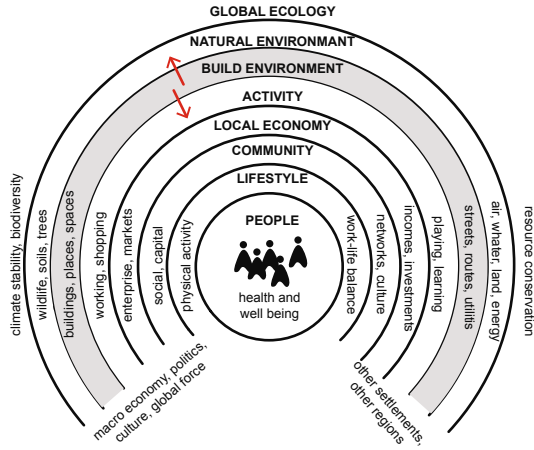 GLOBAL ECOLOGY
NATURAL ENVIRONMANT
BUILD ENVIRONMENT
ACTIVITY
LOCAL ECONOMY
COMMUNITY
LIFESTYLE
PEOPLE
health and
well being
climate stability, biodiversity
wildlife, soils, trees
buildings, places, spaces
working, shopping
enterprise, markets
social, capital
physical activity
work-life balance
networks, culture
incomes, investments
playing, learning
streets, routes, utilitis
air, whater, land, energy
resource conservation
macro economy, politics,
culture, global force
other settlements,
other regions